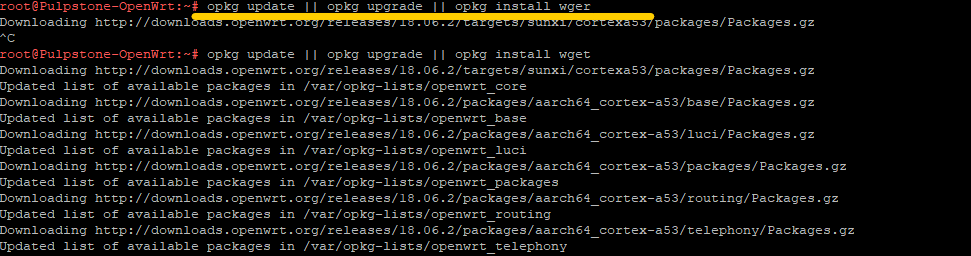 root@Pulpstone-OpenWrt:~# opkg update || opkg upgrade || opkg install wger
Downloading http://downloads.openwrt.org/releases/18.06.2/targets/sunxi/cortexa53/packages/Packages.gz
^C
root@Pulpstone-OpenWrt:~# opkg update || opkg upgrade || opkg install wget
Downloading http://downloads.openwrt.org/releases/18.06.2/targets/sunxi/cortexa53/packages/Packages.gz
Updated list of available packages in /var/opkg-lists/openwrt_core
Downloading http://downloads.openwrt.org/releases/18.06.2/packages/aarch64_cortex-a53/base/Packages.gz
Updated list of available packages in /var/opkg-lists/openwrt_base
Downloading http://downloads.openwrt.org/releases/18.06.2/packages/aarch64_cortex-a53/luci/Packages.gz
Updated list of available packages in /var/opkg-lists/openwrt_luci
Downloading http://downloads.openwrt.org/releases/18.06.2/packages/aarch64_cortex-a53/packages/Packages.gz
Updated list of available packages in /var/opkg-lists/openwrt_packages
Downloading http://downloads.openwrt.org/releases/18.06.2/packages/aarch64_cortex-a53/routing/Packages.gz
Updated list of available packages in /var/opkg-lists/openwrt_routing
Downloading http://downloads.openwrt.org/releases/18.06.2/packages/aarch64_cortex-a53/telephony/Packages.gz
Updated list of available packages in /var/opkg-lists/openwrt_telephony